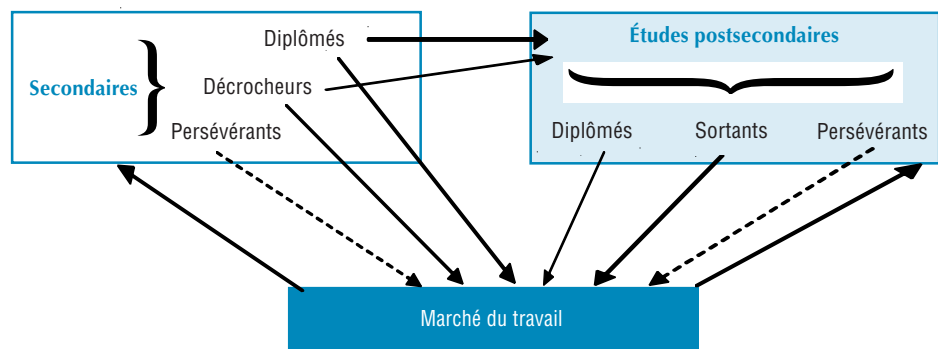 Secondaires
Diplômés
Décrocheurs
Persévérants
Études postsecondaires
Diplômés Sortants Persévérants
Marché du travail